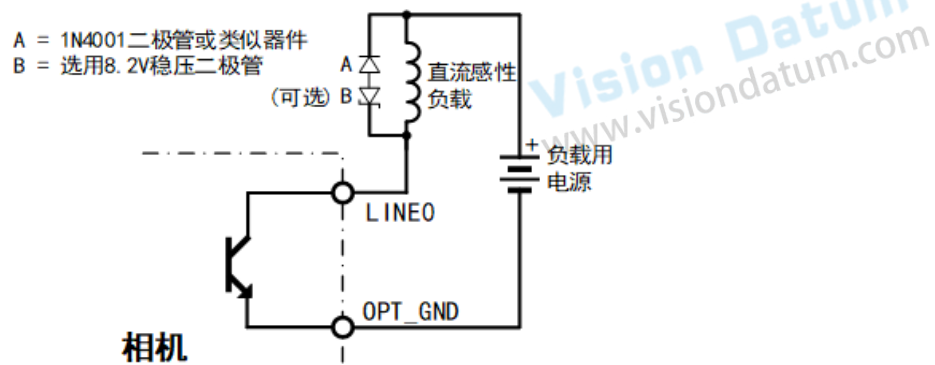 A = 1N4001二极管或类似器件
B = 选用8.2V稳压二极管
A
(可选) B
直流感性
负载
Vision Datum
www.visiondatum.com
+
负载用
电源
LINE0
OPT_GND
相机